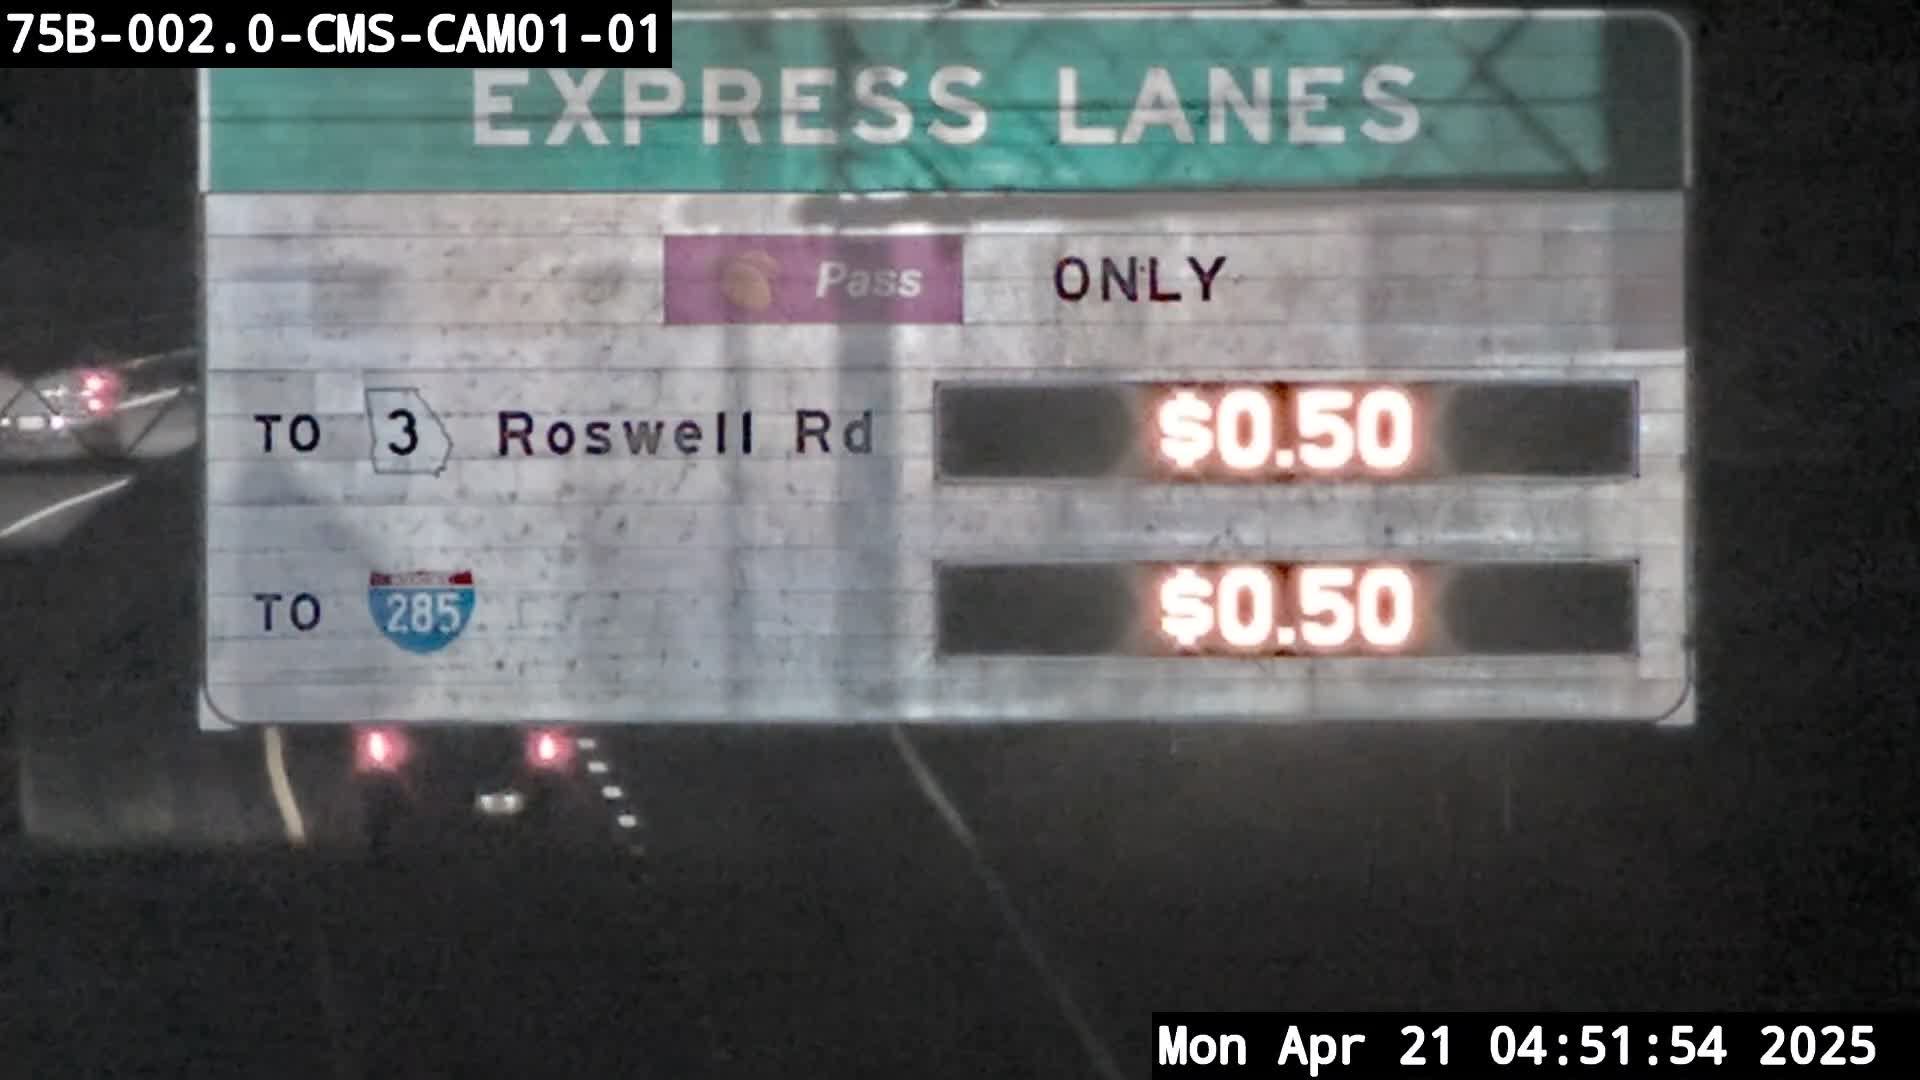 75B-002.0-CMS-CAM01-01
EXPRESS LANES
Pass ONLY
TO 3 Roswell Rd $0.50
TO 285 $0.50
Mon Apr 21 04:51:54 2025